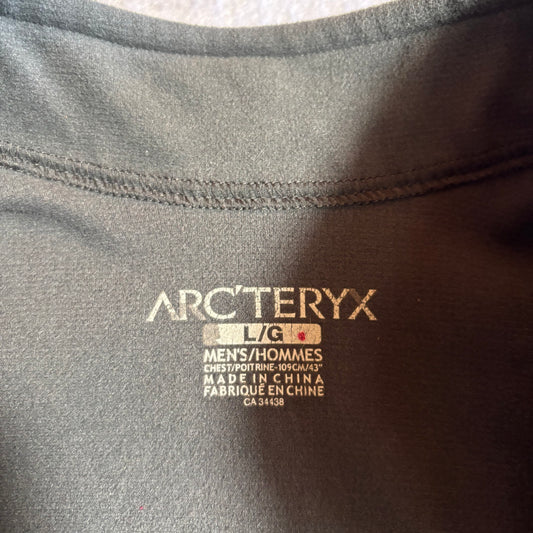 ARC'TERYX
L/G
MEN'S/HOMMES
CHEST/POITRINE-109CM/43"
MADE IN CHINA
FABRIQUÉ EN CHINE
CA 34438